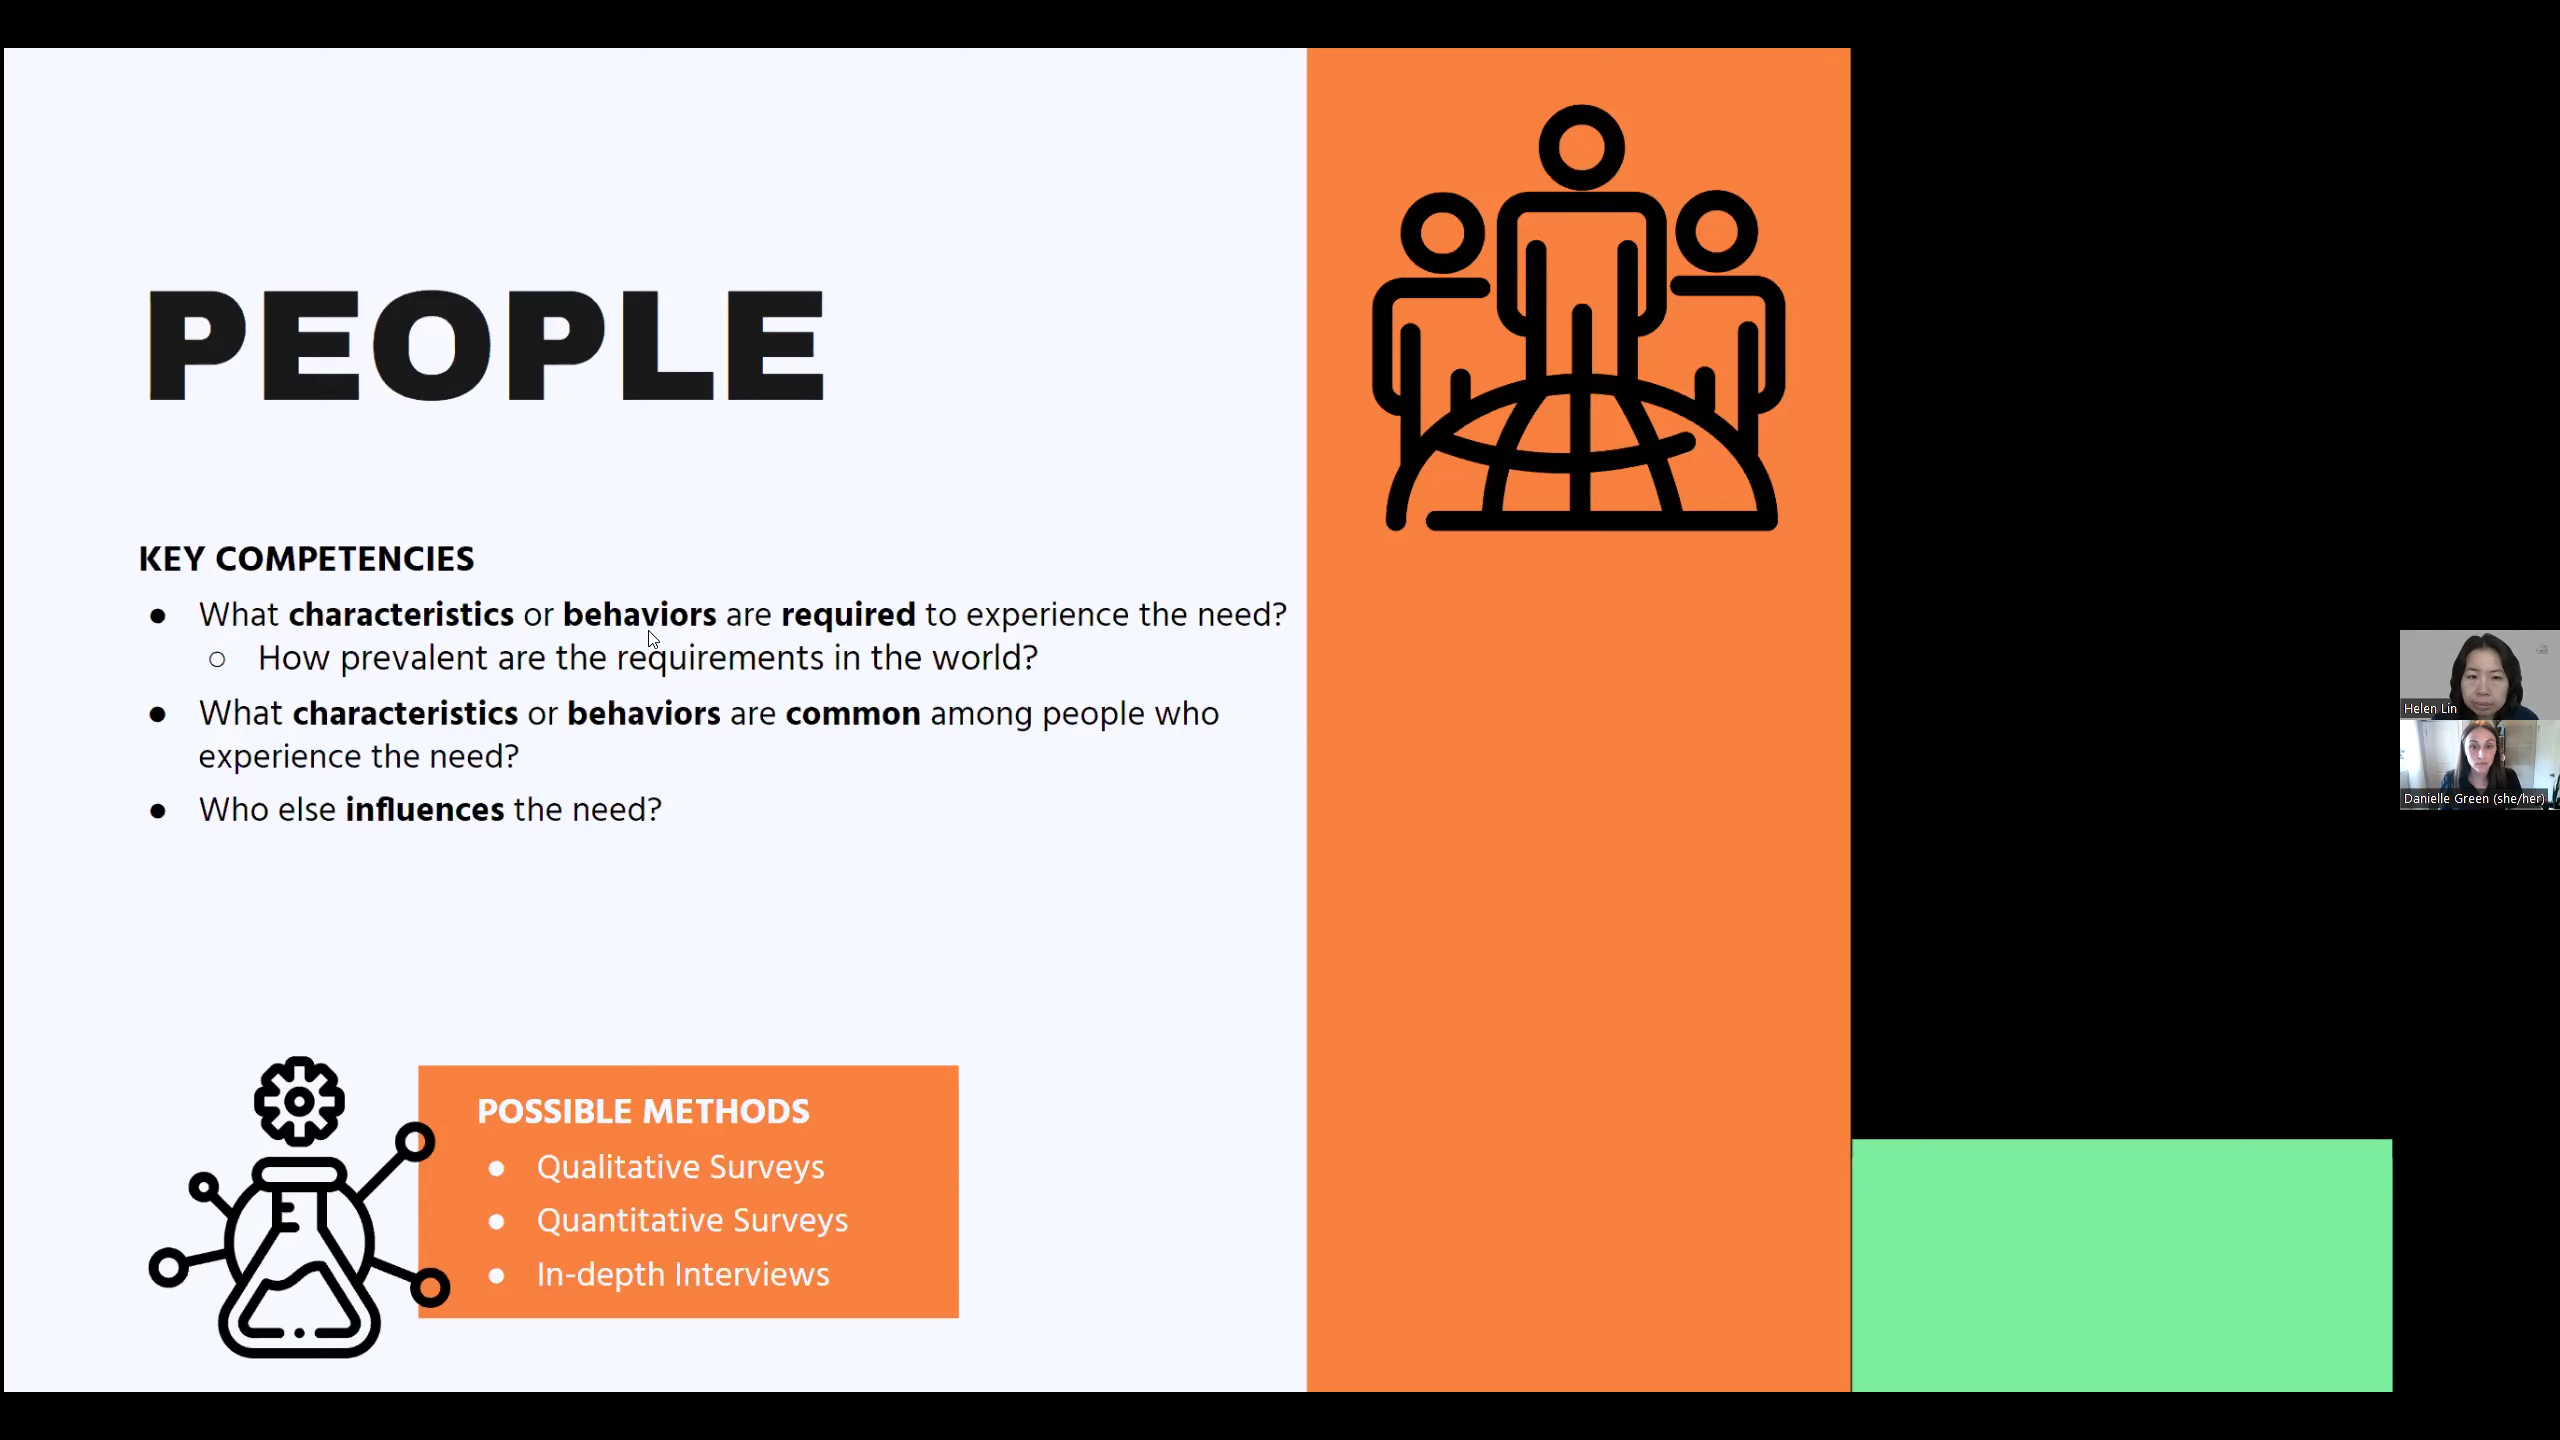 PEOPLE
KEY COMPETENCIES
● What characteristics or behaviors are required to experience the need?
○ How prevalent are the requirements in the world?
● What characteristics or behaviors are common among people who
experience the need?
● Who else influences the need?
POSSIBLE METHODS
● Qualitative Surveys
● Quantitative Surveys
● In-depth Interviews
Helen Lin
Danielle Green (she/her)